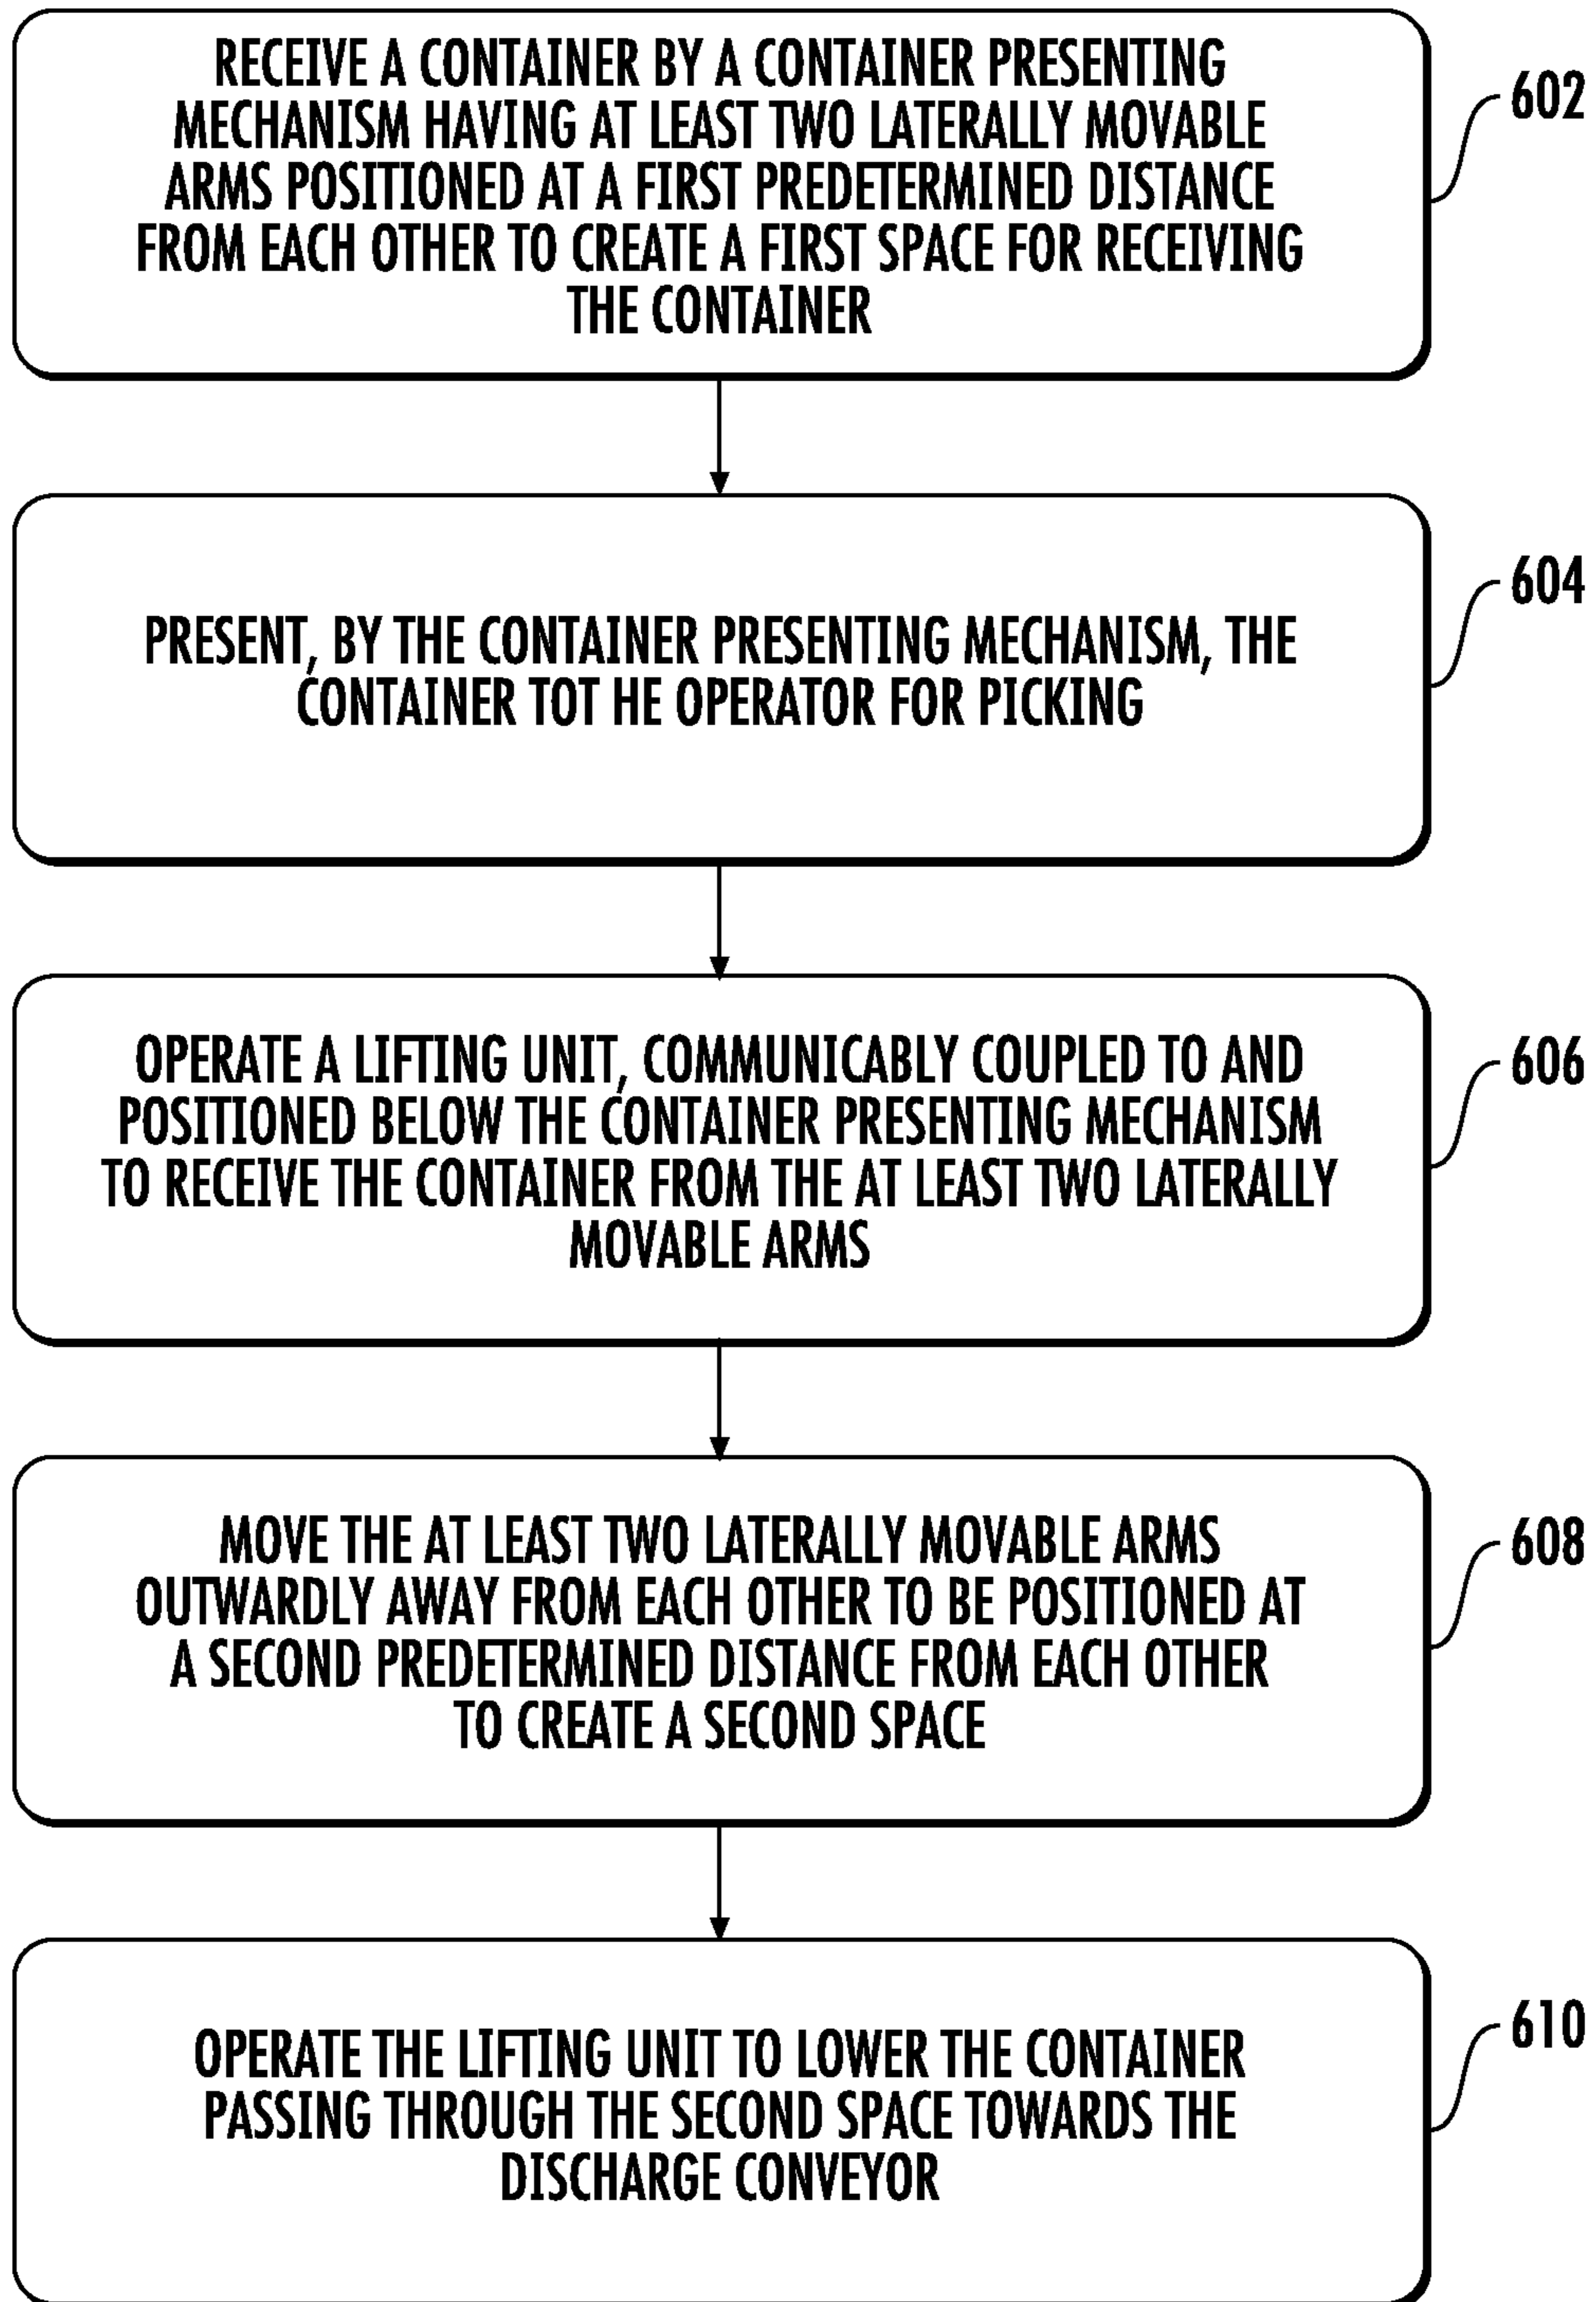 RECEIVE A CONTAINER BY A CONTAINER PRESENTING
MECHANISM HAVING AT LEAST TWO LATERALLY MOVABLE
ARMS POSITIONED AT A FIRST PREDETERMINED DISTANCE
FROM EACH OTHER TO CREATE A FIRST SPACE FOR RECEIVING
THE CONTAINER
602
PRESENT, BY THE CONTAINER PRESENTING MECHANISM, THE
CONTAINER TOT HE OPERATOR FOR PICKING
604
OPERATE A LIFTING UNIT, COMMUNICABLY COUPLED TO AND
POSITIONED BELOW THE CONTAINER PRESENTING MECHANISM
TO RECEIVE THE CONTAINER FROM THE AT LEAST TWO LATERALLY
MOVABLE ARMS
606
MOVE THE AT LEAST TWO LATERALLY MOVABLE ARMS
OUTWARDLY AWAY FROM EACH OTHER TO BE POSITIONED AT
A SECOND PREDETERMINED DISTANCE FROM EACH OTHER
TO CREATE A SECOND SPACE
608
OPERATE THE LIFTING UNIT TO LOWER THE CONTAINER
PASSING THROUGH THE SECOND SPACE TOWARDS THE
DISCHARGE CONVEYOR
610